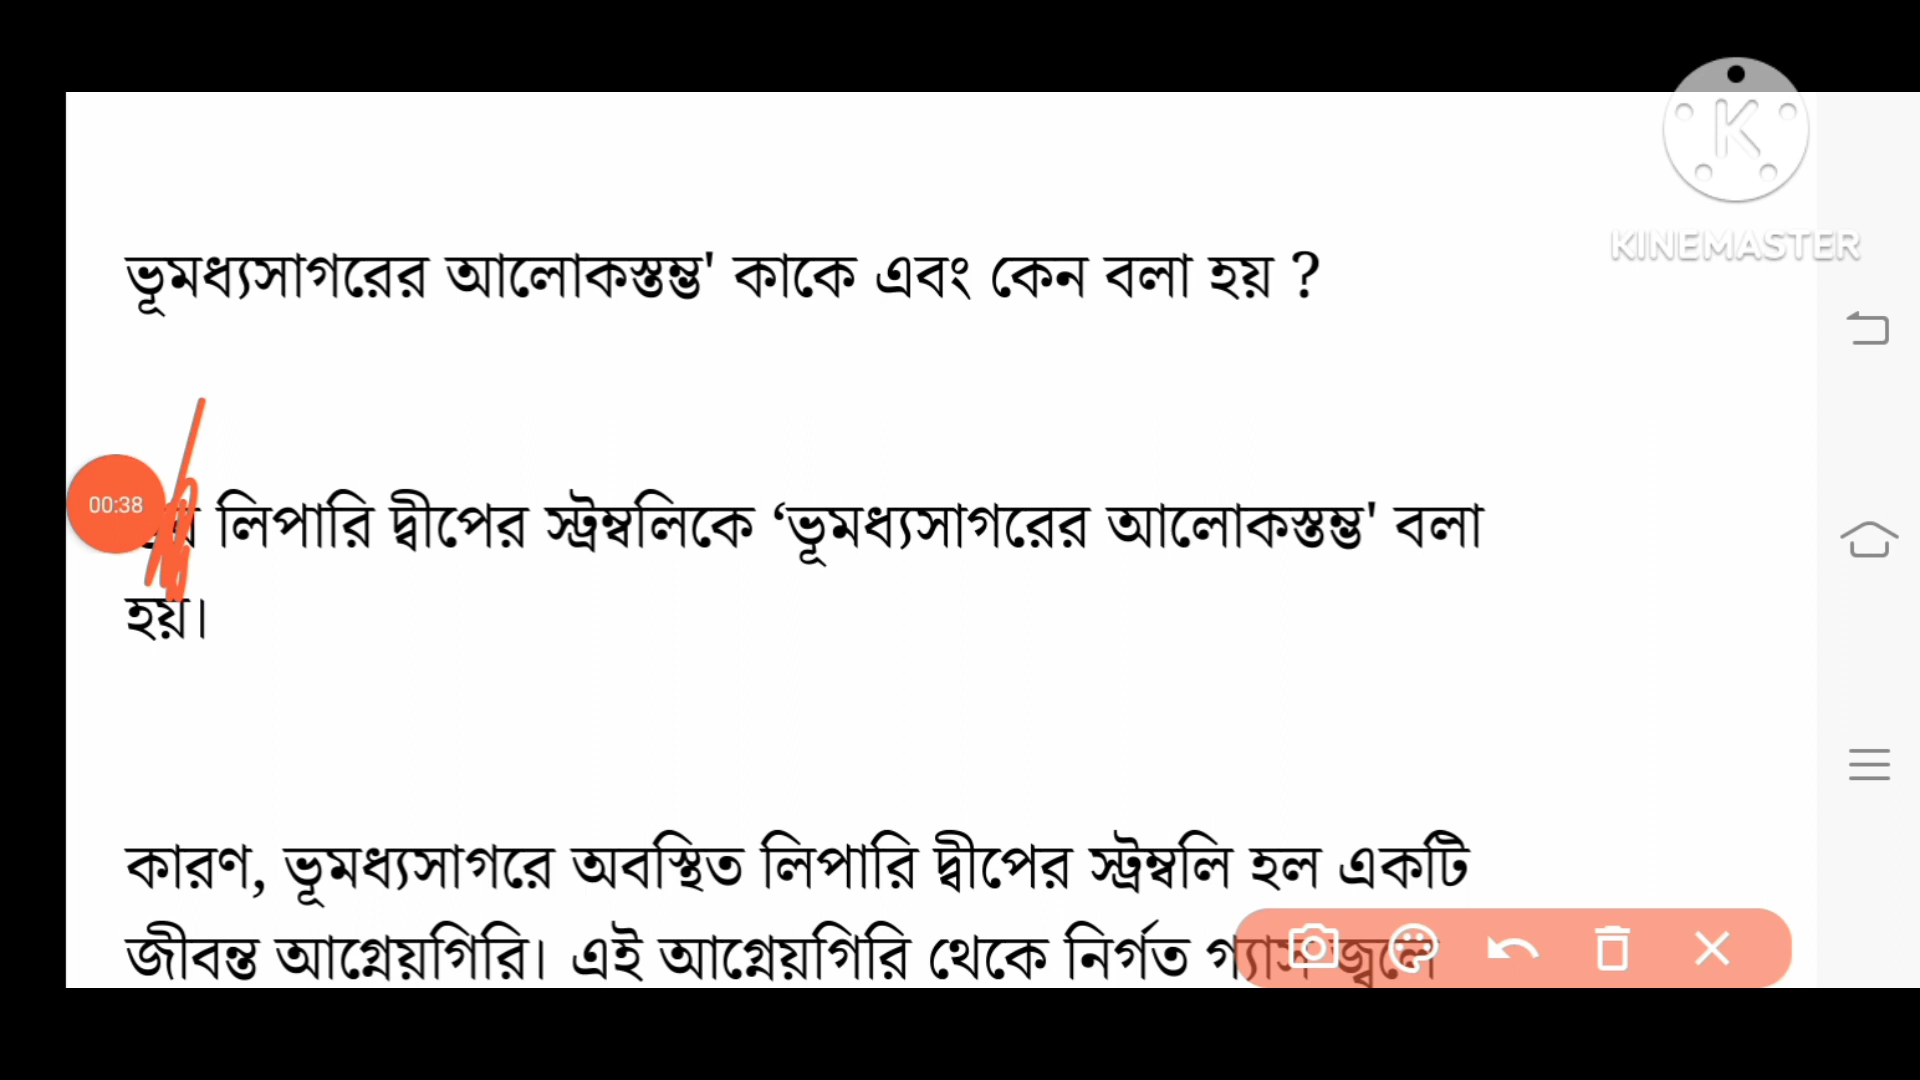 KINEMASTER
ভূমধ্যসাগরের আলোকস্তম্ভ' কাকে এবং কেন বলা হয় ?
00:38
লিপারি দ্বীপের স্ট্রম্বলিকে ‘ভূমধ্যসাগরের আলোকস্তম্ভ' বলা
হয়।
কারণ, ভূমধ্যসাগরে অবস্থিত লিপারি দ্বীপের স্ট্রম্বলি হল একটি
জীবন্ত আগ্নেয়গিরি। এই আগ্নেয়গিরি থেকে নির্গত গ্যাস জ্বলে